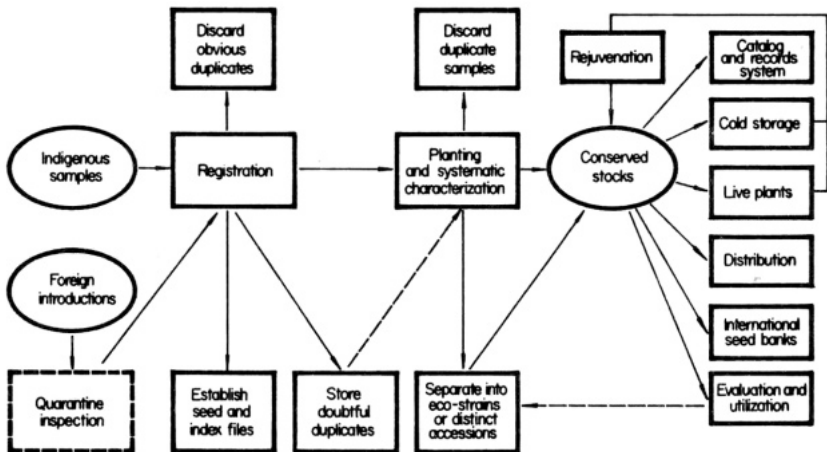 Discard
obvious
duplicates
Discard
duplicate
samples
Rejuvenation
Catalog
and records
system
Cold storage
Indigenous
samples
Registration
Planting
and systematic
characterization
Conserved
stocks
Live plants
Foreign
introductions
Distribution
International
seed banks
Quarantine
inspection
Establish
seed and
index files
Store
doubtful
duplicates
Separate into
eco-strains
or distinct
accessions
Evaluation and
utilization